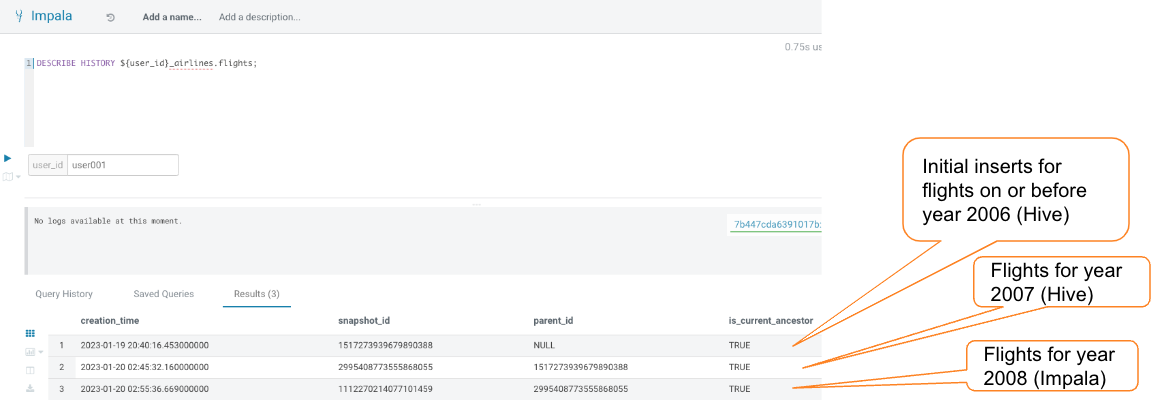 Impala Add a name... Add a description...
0.75s us
1 DESCRIBE HISTORY ${user_id}_airlines.flights;
user_id user001
No logs available at this moment.
7b447cda6391017b:
Query History Saved Queries Results (3)
creation_time snapshot_id parent_id is_current_ancestor
1 2023-01-19 20:40:16.453000000 1517273939679890388 NULL TRUE
2 2023-01-20 02:45:32.160000000 2995408773555868055 1517273939679890388 TRUE
3 2023-01-20 02:55:36.669000000 1112270214077101459 2995408773555868055 TRUE
Initial inserts for
flights on or before
year 2006 (Hive)
Flights for year
2007 (Hive)
Flights for year
2008 (Impala)